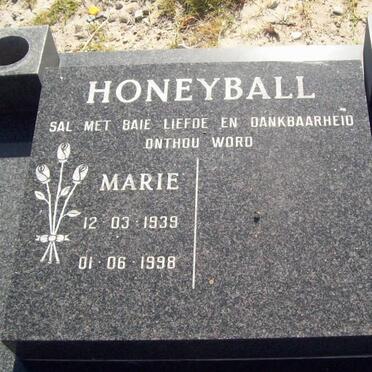 HONEYBALL
SAL MET BAIE LIEFDE EN DANKBAARHEID
ONTHOU WORD
MARIE
12·03·1939
01·06·1998